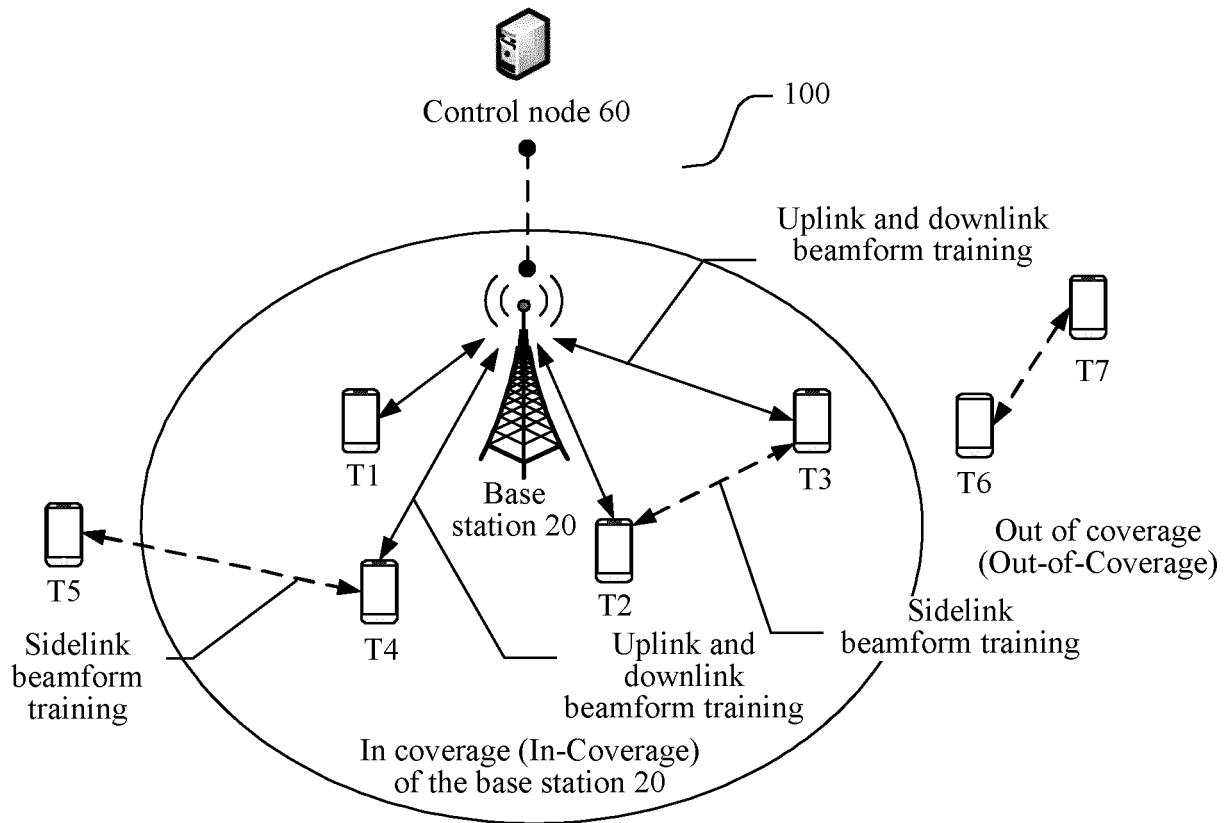 Control node 60
100
Uplink and downlink
beamform training
T7
T1
T3
T6
Base
station 20
Out of coverage
(Out-of-Coverage)
T5
T2
T4
Sidelink
beamform
training
Sidelink
beamform training
Uplink and
downlink
beamform training
In coverage (In-Coverage)
of the base station 20